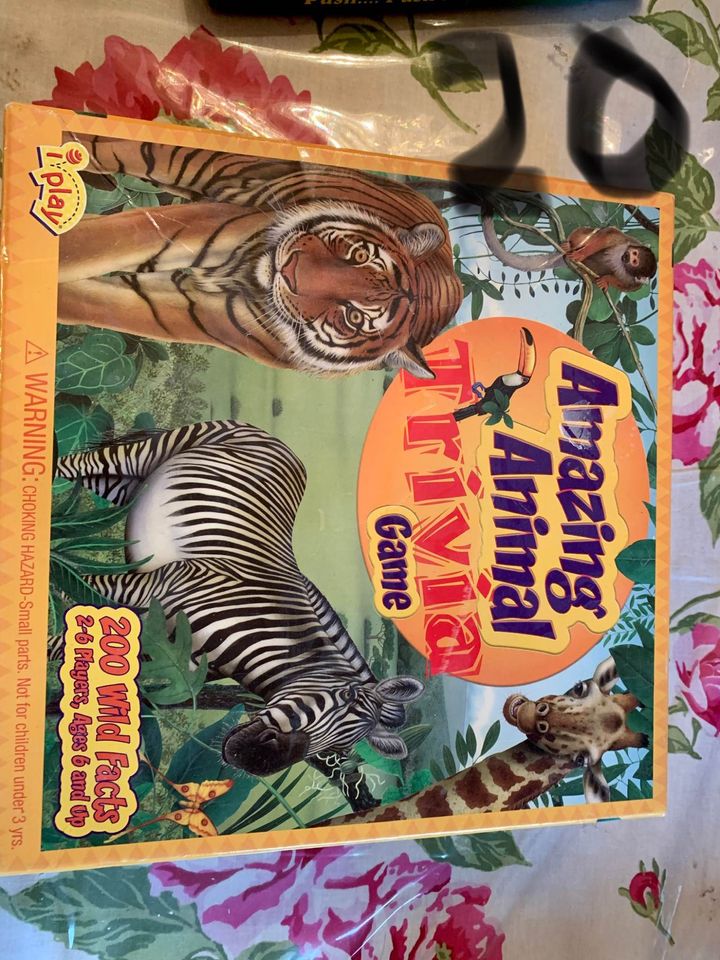 Push....
i play.
Amazing
Animal
Trivia
Game
200 Wild Facts
2-6 Players, Ages 6 and Up
⚠ WARNING: CHOKING HAZARD-Small parts. Not for children under 3 yrs.